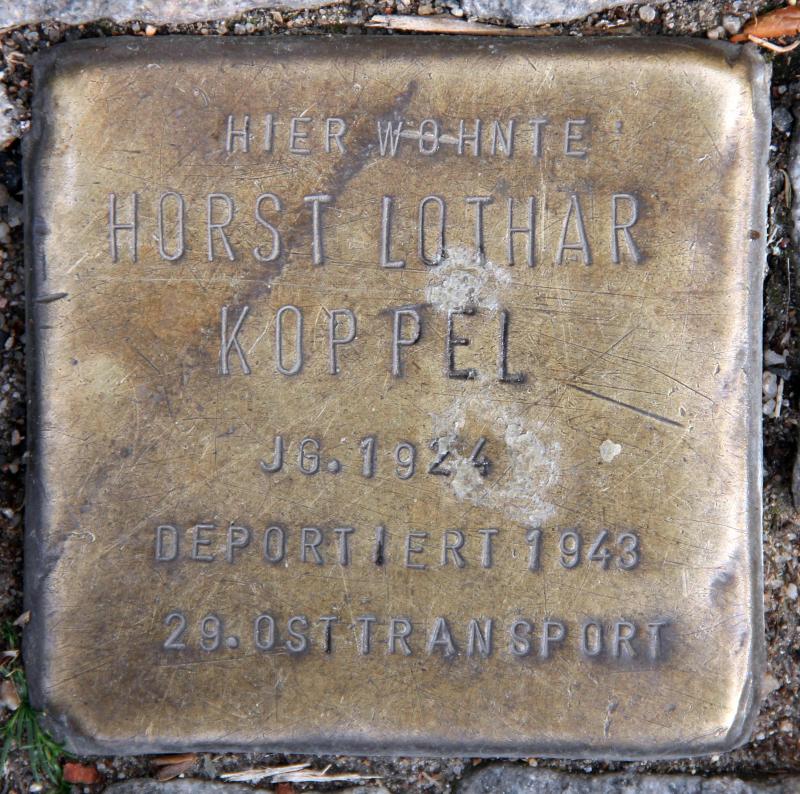 HIER WOHNTE
HORST LOTHAR
KOPPEL
JG. 1924
DEPORTIERT 1943
29. OSTTRANSPORT